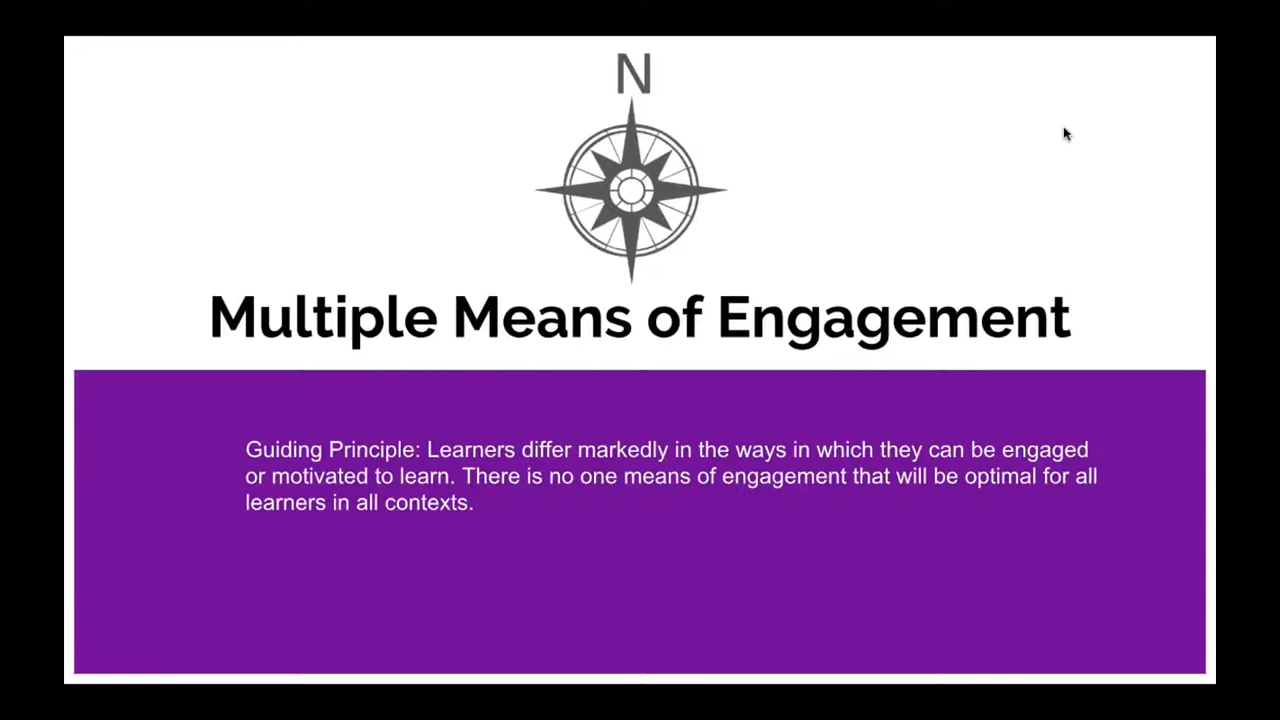 N
Multiple Means of Engagement
Guiding Principle: Learners differ markedly in the ways in which they can be engaged
or motivated to learn. There is no one means of engagement that will be optimal for all
learners in all contexts.